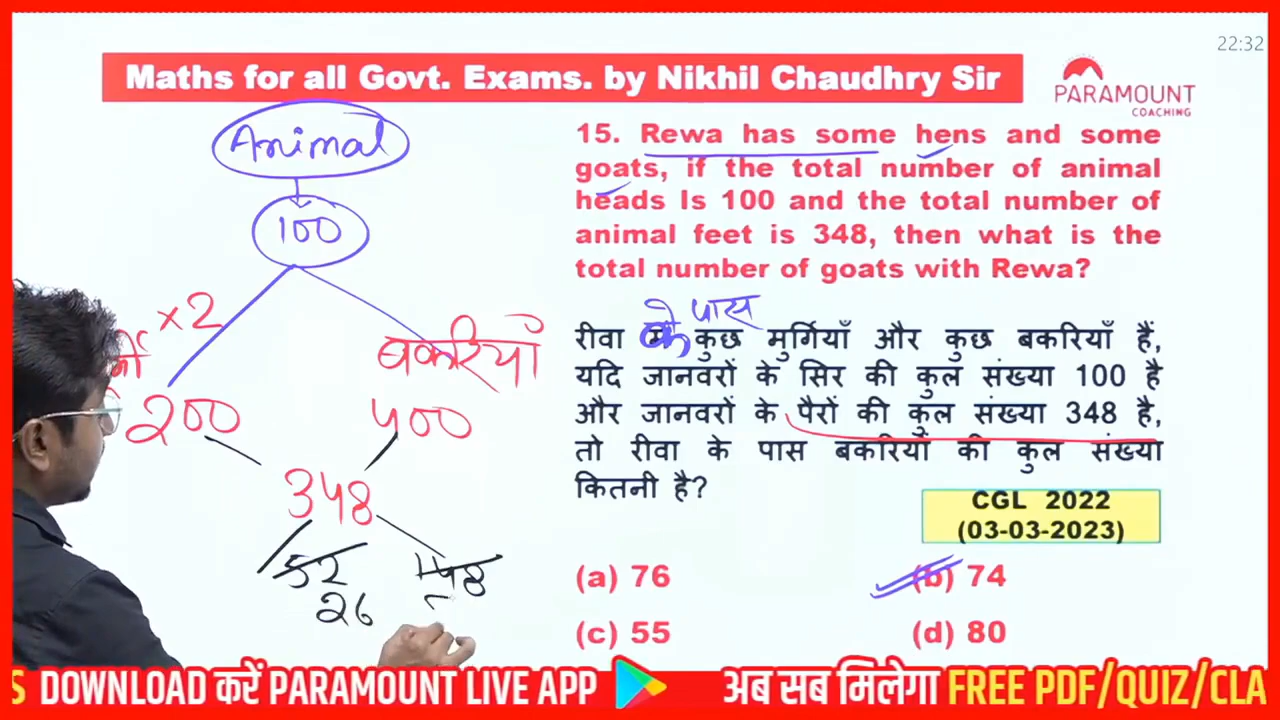 22:32
Maths for all Govt. Exams. by Nikhil Chaudhry Sir
PARAMOUNT
COACHING
Animal
100
×2
बकरियाँ
200
400
348
52
148
26
15. Rewa has some hens and some
goats, if the total number of animal
heads Is 100 and the total number of
animal feet is 348, then what is the
total number of goats with Rewa?
के पास
रीवा के कुछ मुर्गियाँ और कुछ बकरियाँ हैं,
यदि जानवरों के सिर की कुल संख्या 100 है
और जानवरों के पैरों की कुल संख्या 348 है,
तो रीवा के पास बकरियों की कुल संख्या
कितनी है?
CGL 2022
(03-03-2023)
(a) 76
(b) 74
(c) 55
(d) 80
S DOWNLOAD करें PARAMOUNT LIVE APP अब सब मिलेगा FREE PDF/QUIZ/CLA